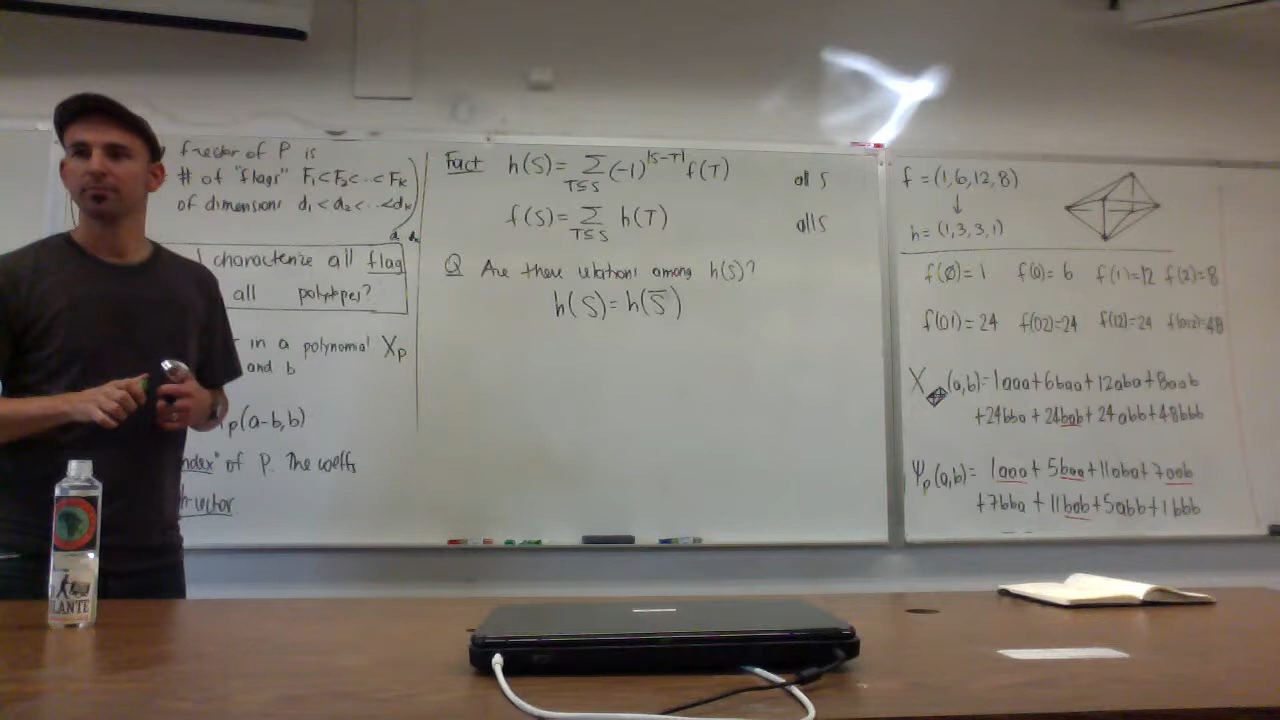 f-vector of P is
# of "flags" F₁<F₂<..<Fₖ
of dimensions d₁<d₂<..<dₖ
characterize all flag
all polytopes?
in a polynomial Xₚ
and b
ₚ(a-b,b)
ndex" of P. The coeffs
h-vector
Fact h(S)=∑_{T⊆S}(-1)^{|S-T|}f(T) all S
f(S)=∑_{T⊆S} h(T) all S
Q Are there relations among h(S)?
h(S)=h(S̅)
f=(1,6,12,8)
↓
h=(1,3,3,1)
f(∅)=1 f(0)=6 f(1)=12 f(2)=8
f(01)=24 f(02)=24 f(12)=24 f(012)=48
X(a,b)=1aaa+6baa+12aba+8aab
+24bba+24bab+24abb+48bbb
Ψₚ(a,b)= 1aaa+5baa+11aba+7aab
+7bba+11bab+5abb+1bbb
LANTE